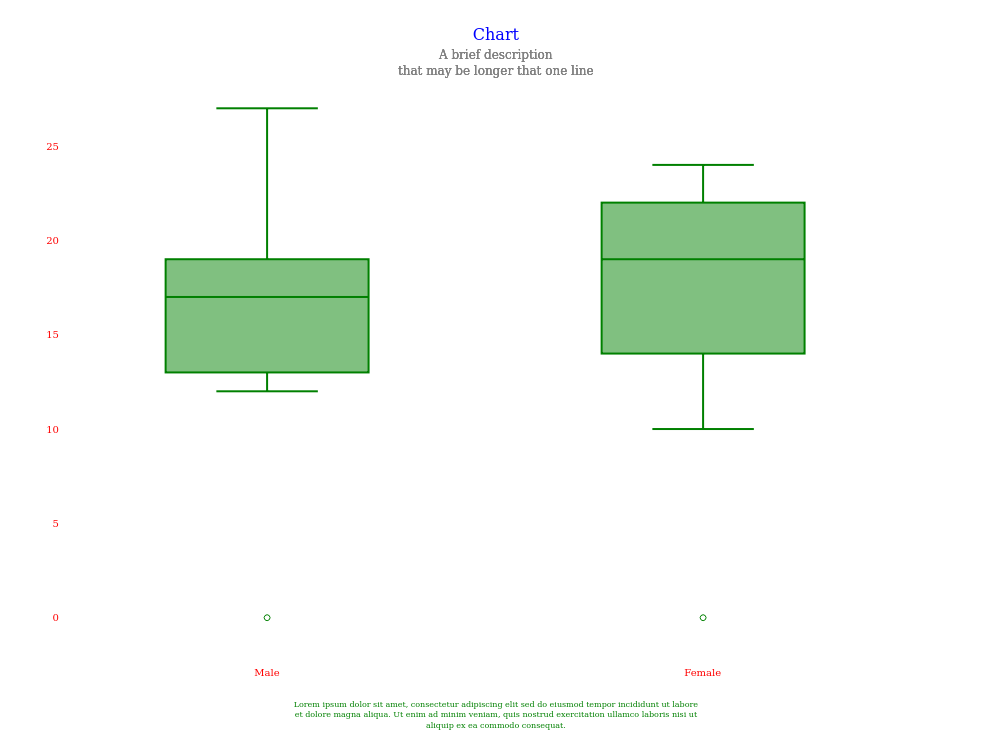 Chart
A brief description
that may be longer that one line
25
20
15
10
5
0
Male
Female
Lorem ipsum dolor sit amet, consectetur adipiscing elit sed do eiusmod tempor incididunt ut labore
et dolore magna aliqua. Ut enim ad minim veniam, quis nostrud exercitation ullamco laboris nisi ut
aliquip ex ea commodo consequat.